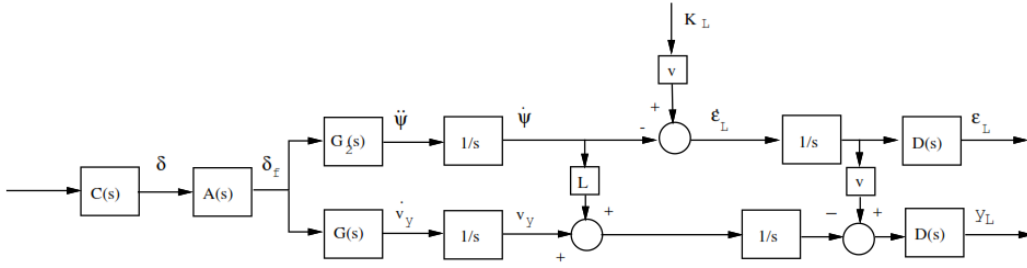 K L
v
+
-
ψ̈
ψ̇
ε̇ L
ε L
G 2(s)
1/s
1/s
D(s)
δ
δ f
L
v
C(s)
A(s)
+
−
+
v̇ y
v y
y L
G(s)
1/s
+
1/s
D(s)